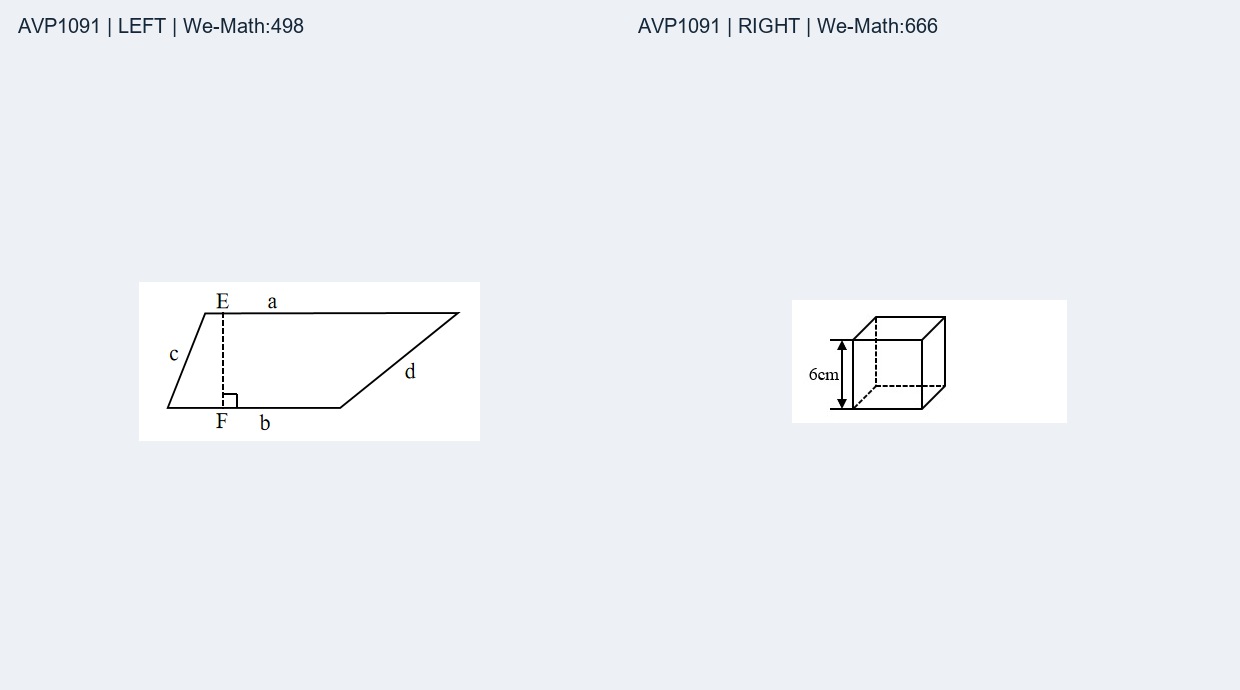 AVP1091 | LEFT | We-Math:498
AVP1091 | RIGHT | We-Math:666
E a
c
d
F b
6cm